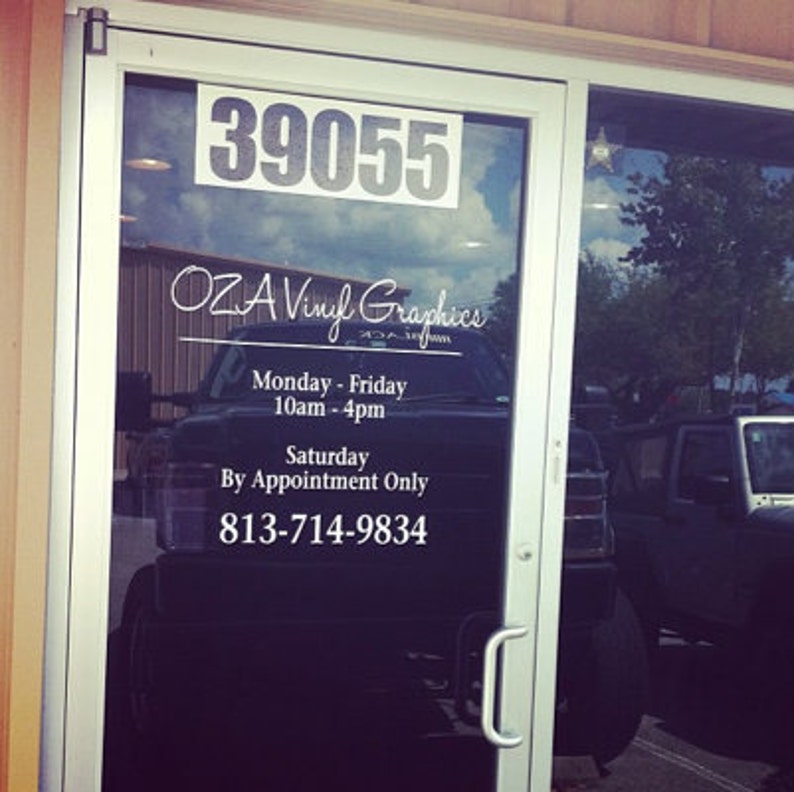 39055
OZA Vinyl Graphics
Monday - Friday
10am - 4pm
Saturday
By Appointment Only
813-714-9834